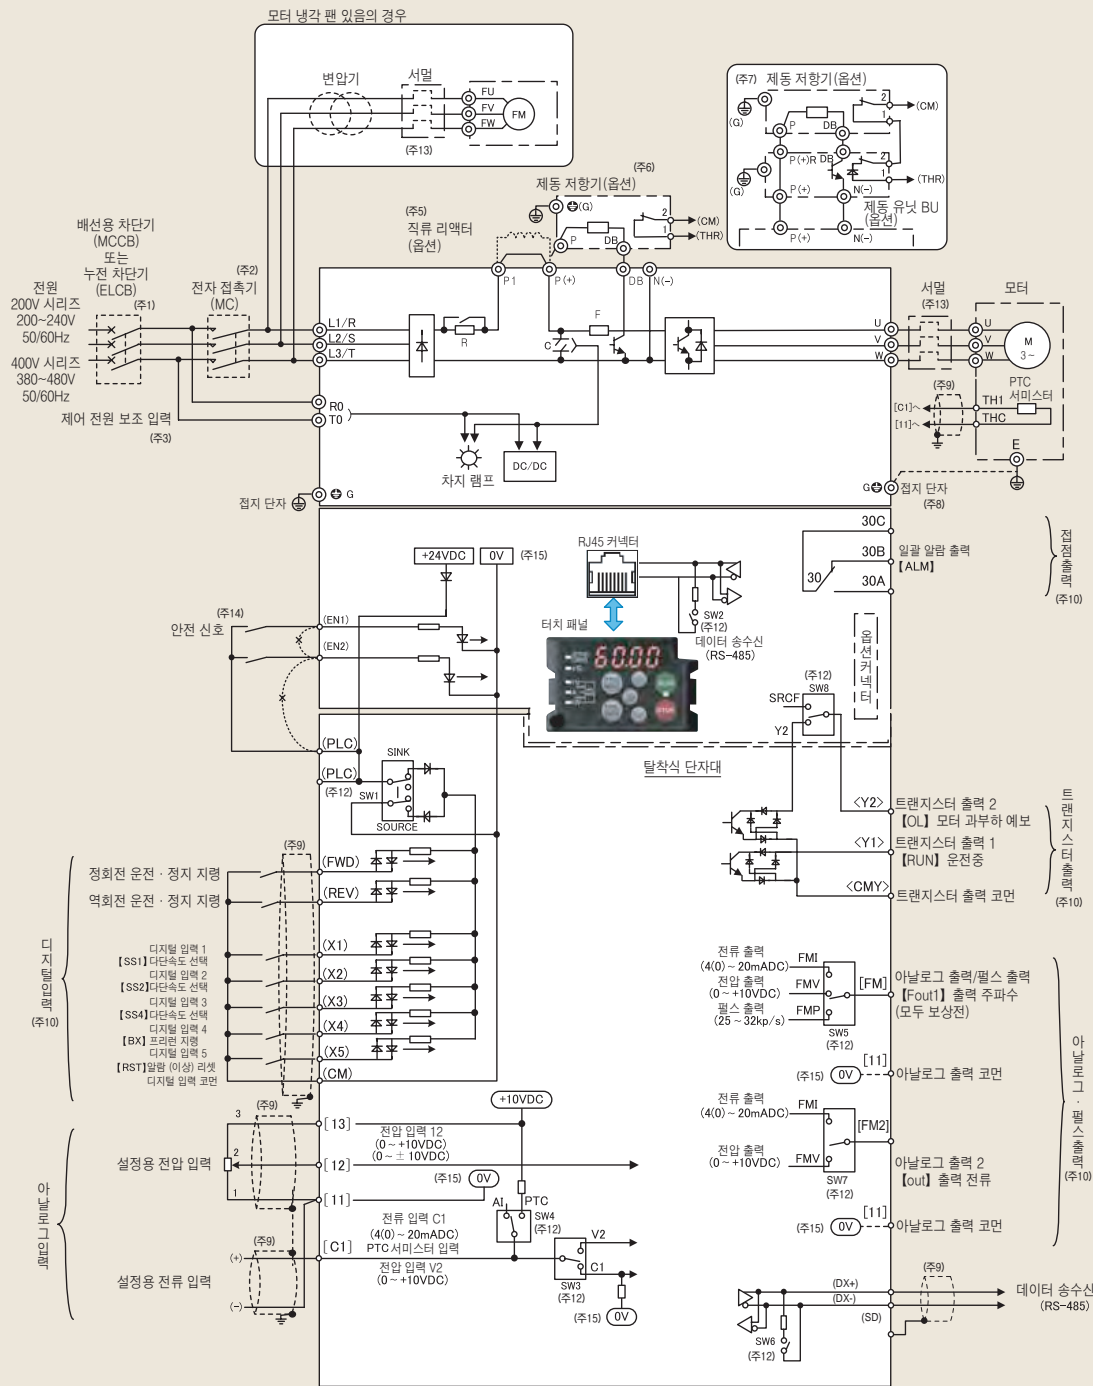 모터 냉각 팬 있음의 경우
변압기
서멀
FU
FV
FW
FM
(주13)
(주7) 제동 저항기(옵션)
(G)
P
DB
2
1
(CM)
P(+)R
DB
(G)
2
1
(THR)
P(+)
N(-)
제동 유닛 BU
(옵션)
P(+)
N(-)
(주6)
제동 저항기(옵션)
(G)
P
DB
2
1
(CM)
(THR)
(주5)
직류 리액터
(옵션)
P1
P(+)
DB
N(-)
배선용 차단기
(MCCB)
또는
누전 차단기
(ELCB)
(주1)
전자 접촉기
(MC)
(주2)
전원
200V 시리즈
200~240V
50/60Hz
400V 시리즈
380~480V
50/60Hz
L1/R
L2/S
L3/T
R
C
F
U
V
W
서멀
(주13)
모터
U
V
W
M
3~
PTC
서미스터
(주9)
[C1]へ
[11]へ
TH1
THC
E
제어 전원 보조 입력
(주3)
R0
T0
차지 램프
DC/DC
접지 단자
G
G
접지 단자
(주8)
+24VDC
0V
(주15)
RJ45 커넥터
터치 패널
60.00
SW2
(주12)
데이터 송수신
(RS-485)
30C
30B
30
30A
일괄 알람 출력
【ALM】
접점출력
(주10)
안전 신호
(주14)
(EN1)
(EN2)
(PLC)
(PLC)
(주12)
SINK
SW1
SOURCE
옵션커넥터
(주12)
SW8
SRCF
Y2
탈착식 단자대
<Y2>
트랜지스터 출력 2
【OL】 모터 과부하 예보
<Y1>
트랜지스터 출력 1
【RUN】 운전중
<CMY>
트랜지스터 출력 코먼
트랜지스터출력
(주10)
(주9)
정회전 운전 · 정지 지령
(FWD)
역회전 운전 · 정지 지령
(REV)
디지털입력
(주10)
디지털 입력 1
【SS1】다단속도 선택
(X1)
디지털 입력 2
【SS2】다단속도 선택
(X2)
디지털 입력 3
【SS4】다단속도 선택
(X3)
디지털 입력 4
【BX】 프리런 지령
(X4)
디지털 입력 5
【RST】알람 (이상) 리셋
(X5)
디지털 입력 코먼
(CM)
전류 출력
(4(0)~20mADC)
FMI
전압 출력
(0~+10VDC)
FMV
펄스 출력
(25~32kp/s)
FMP
SW5
(주12)
[FM]
아날로그 출력/펄스 출력
【Fout1】 출력 주파수
(모두 보상전)
[11]
(주15)
0V
아날로그 출력 코먼
전류 출력
(4(0)~20mADC)
FMI
전압 출력
(0~+10VDC)
FMV
SW7
(주12)
[FM2]
아날로그 출력 2
【out】 출력 전류
[11]
(주15)
0V
아날로그 출력 코먼
아날로그 · 펄스출력
(주10)
아날로그입력
(주9)
3
2
1
설정용 전압 입력
[13]
[12]
[11]
+10VDC
전압 입력 12
(0~+10VDC)
(0~±10VDC)
(주15)
0V
AI
PTC
SW4
(주12)
[C1]
전류 입력 C1
(4(0)~20mADC)
PTC서미스터 입력
전압 입력 V2
(0~+10VDC)
V2
C1
SW3
(주12)
(주15)
0V
(주9)
(+)
설정용 전류 입력
(-)
(DX+)
(DX-)
(SD)
SW6
(주12)
(주9)
데이터 송수신
(RS-485)